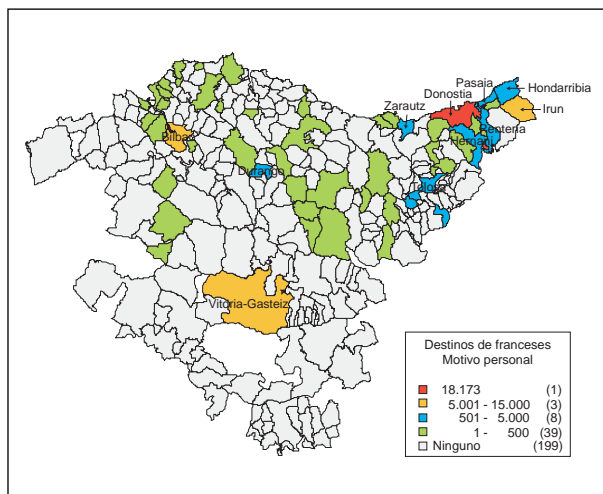 Pasaia
Donostia
Hondarribia
Zarautz
Irun
Bilbao
Renteria
Hernani
Durango
Tolosa
Vitoria-Gasteiz
Destinos de franceses
Motivo personal
18.173 (1)
5.001 - 15.000 (3)
501 - 5.000 (8)
1 - 500 (39)
Ninguno (199)